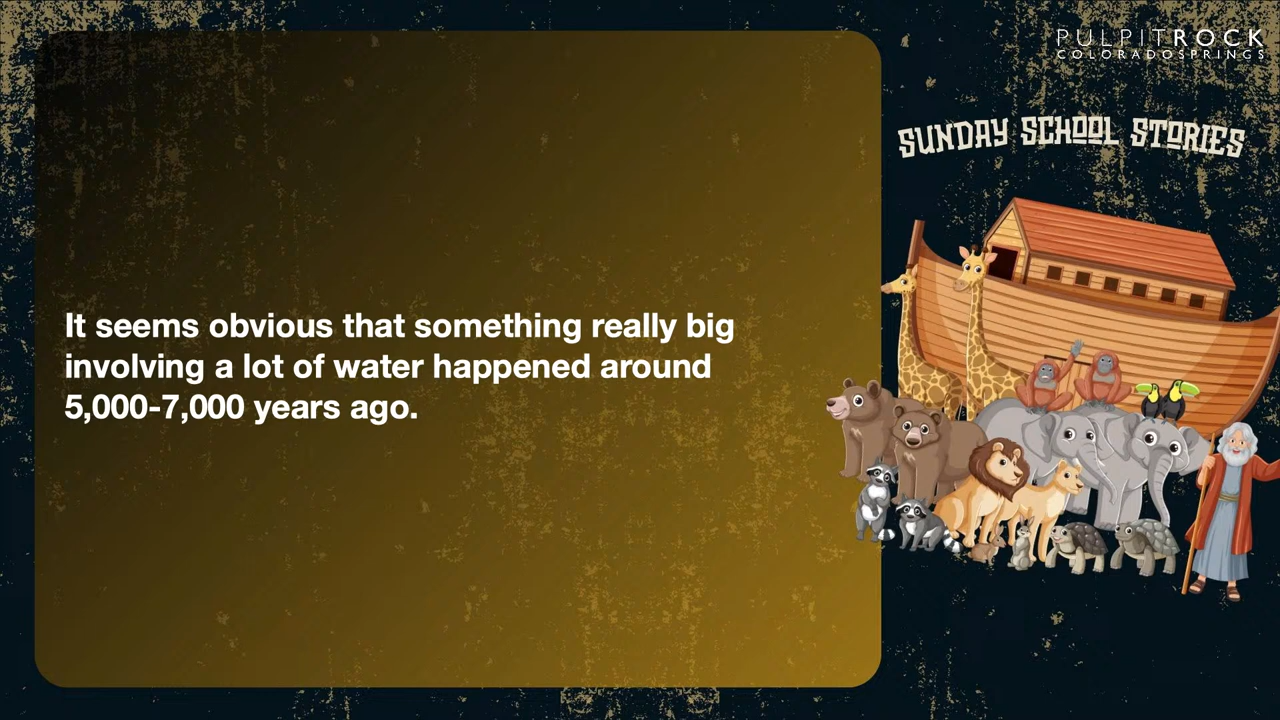 PULPITROCK
COLORADOSPRINGS
SUNDAY SCHOOL STORIES
It seems obvious that something really big
involving a lot of water happened around
5,000-7,000 years ago.